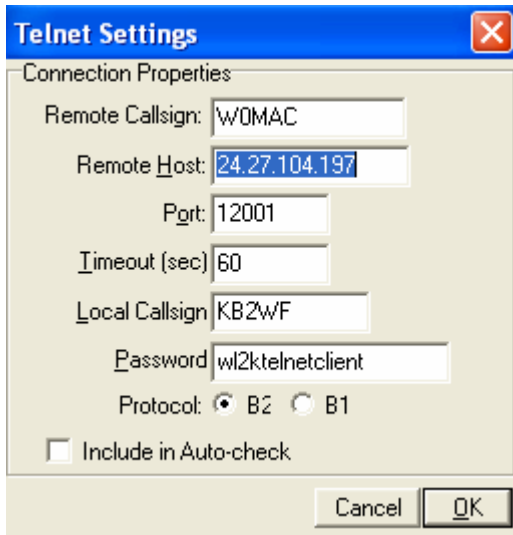 Telnet Settings
Connection Properties
Remote Callsign: W0MAC
Remote Host: 24.27.104.197
Port: 12001
Timeout (sec) 60
Local Callsign KB2WF
Password wl2ktelnetclient
Protocol: B2 B1
Include in Auto-check
Cancel OK